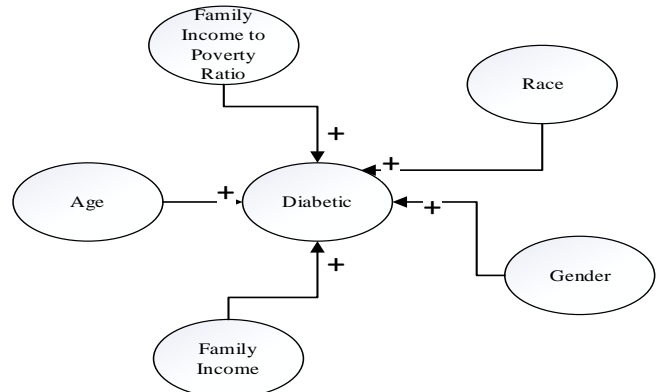 Family
Income to
Poverty
Ratio
Race
+
+
Age
+
Diabetic
+
Gender
+
Family
Income